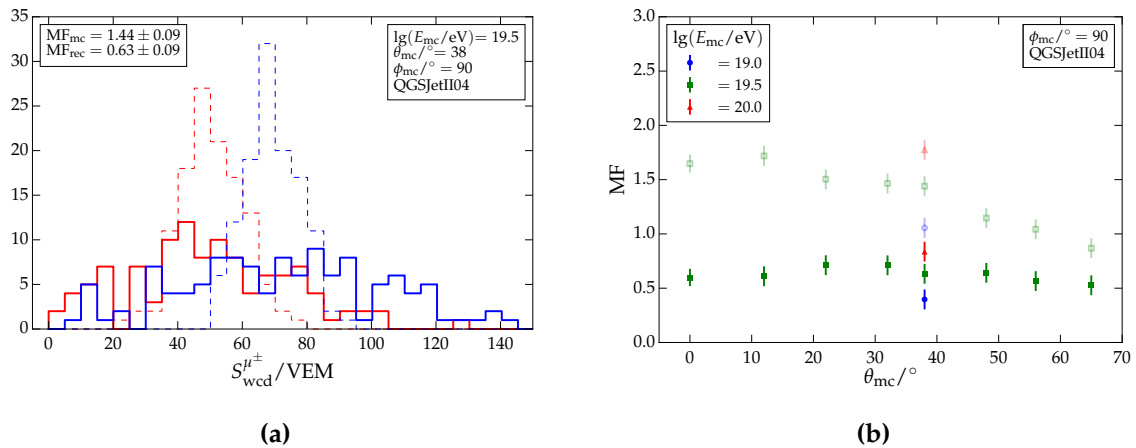 35
30
25
20
15
10
5
0
MF_mc = 1.44 ± 0.09
MF_rec = 0.63 ± 0.09
lg(E_mc/eV) = 19.5
θ_mc/° = 38
ϕ_mc/° = 90
QGSJetII04
0 20 40 60 80 100 120 140
S_wcd^μ±/VEM
(a)
3.0
2.5
2.0
1.5
1.0
0.5
0.0
MF
lg(E_mc/eV)
= 19.0
= 19.5
= 20.0
ϕ_mc/° = 90
QGSJetII04
0 10 20 30 40 50 60 70
θ_mc/°
(b)